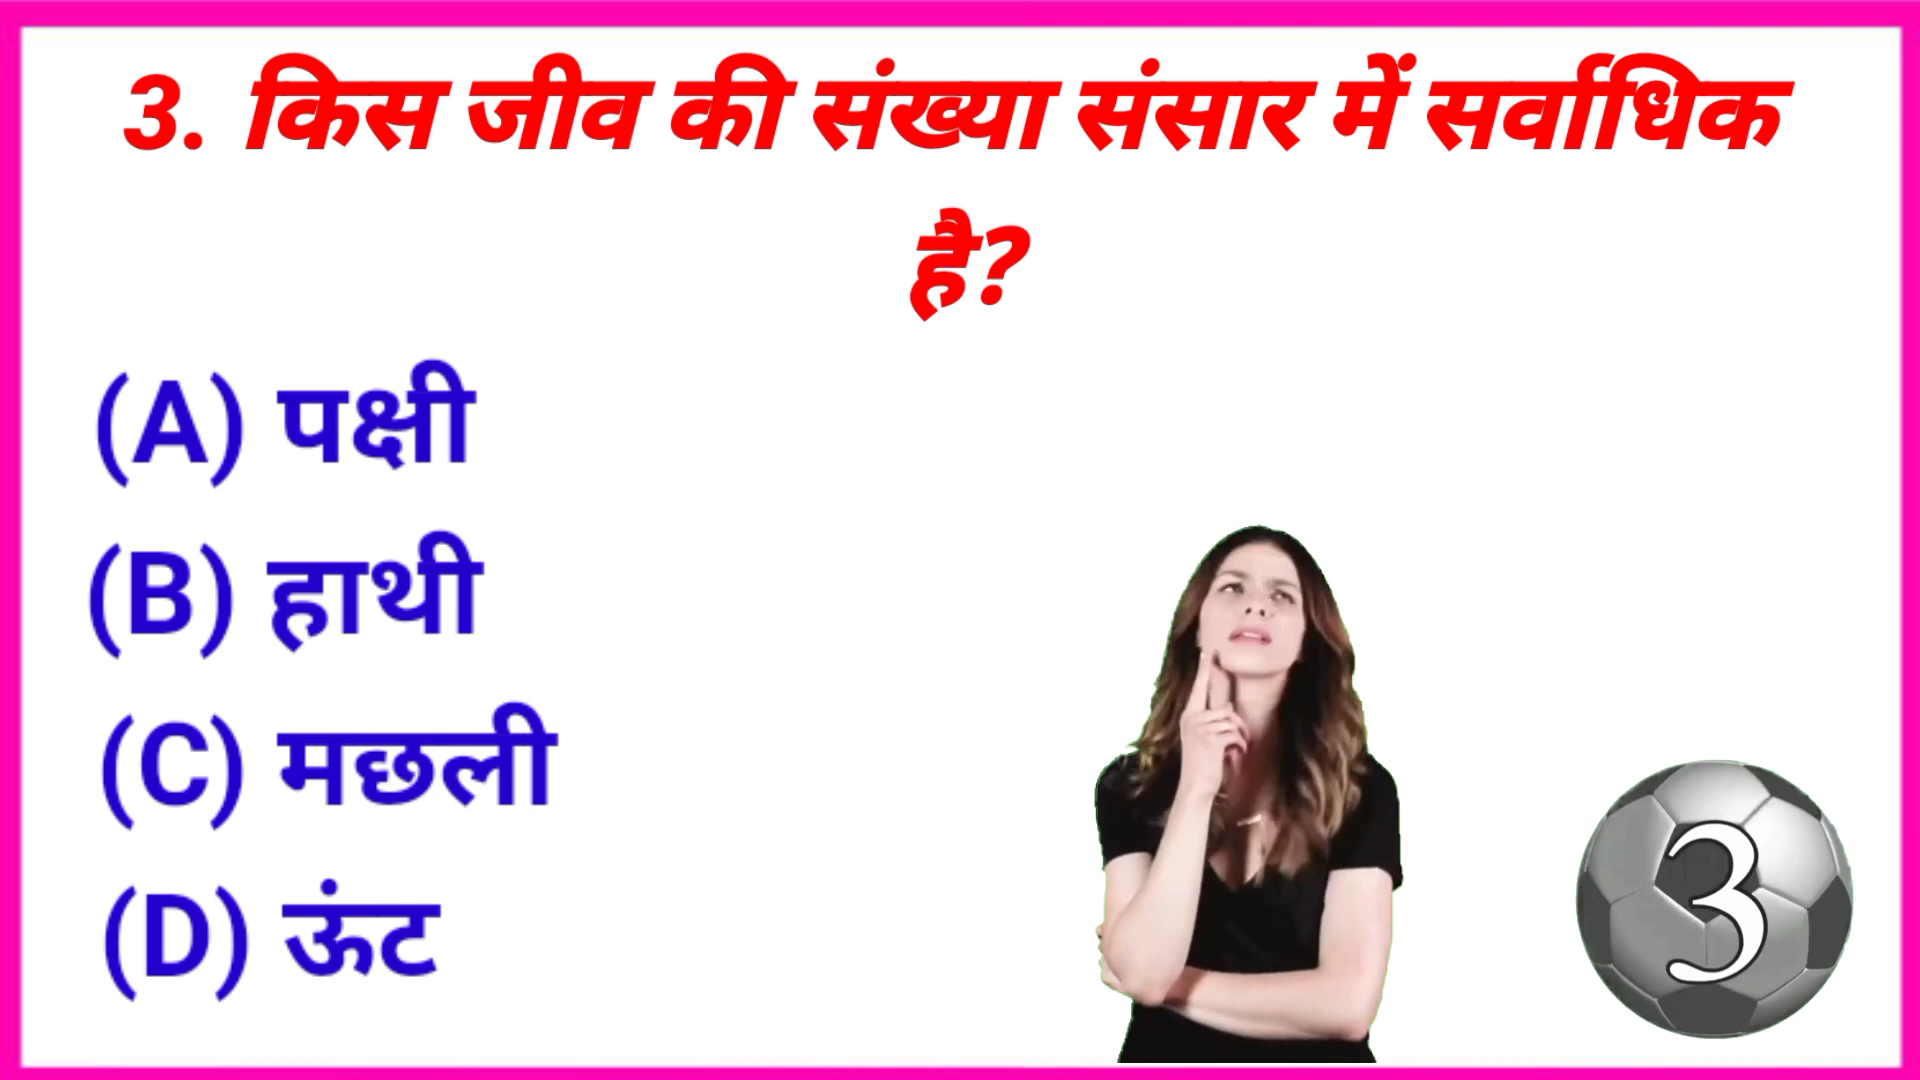 3. किस जीव की संख्या संसार में सर्वाधिक
है?
(A) पक्षी
(B) हाथी
(C) मछली
(D) ऊंट
3